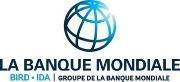 LA BANQUE MONDIALE
BIRD • IDA | GROUPE DE LA BANQUE MONDIALE